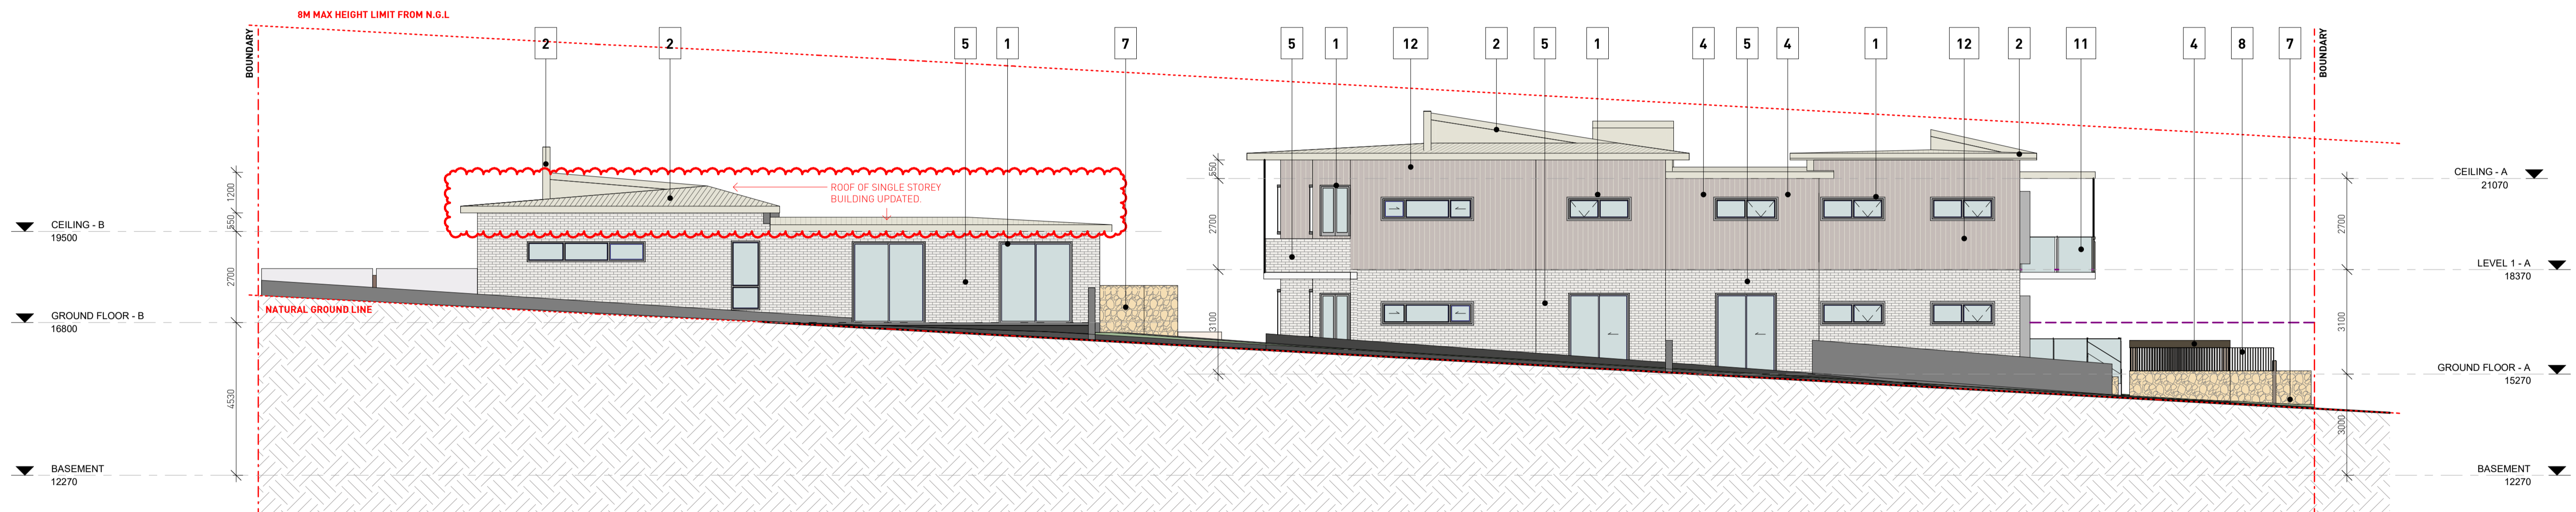 8M MAX HEIGHT LIMIT FROM N.G.L
BOUNDARY
2
2
5
1
7
5
1
12
2
5
1
4
5
4
1
12
2
11
4
8
7
BOUNDARY
ROOF OF SINGLE STOREY
BUILDING UPDATED.
1200
550
2700
4530
CEILING - B
19500
GROUND FLOOR - B
16800
BASEMENT
12270
NATURAL GROUND LINE
550
2700
3100
2700
3100
3000
CEILING - A
21070
LEVEL 1 - A
18370
GROUND FLOOR - A
15270
BASEMENT
12270